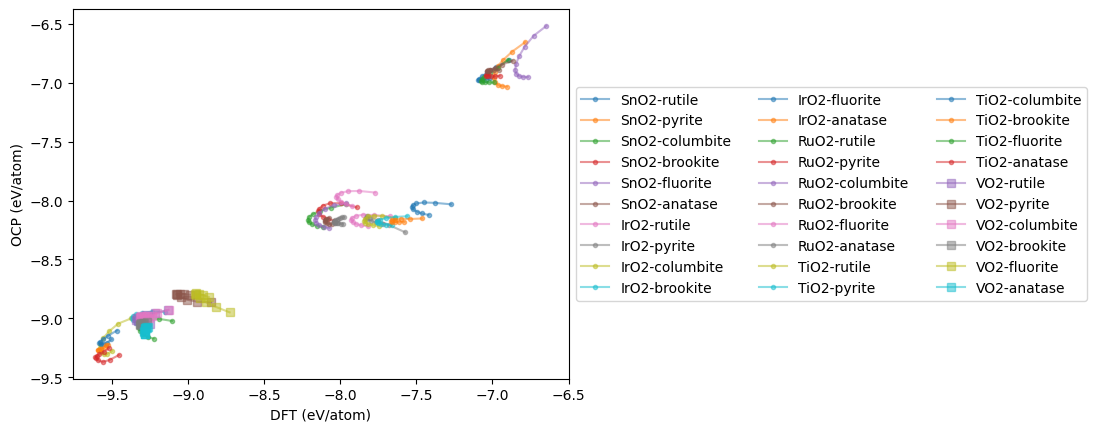 −6.5
−7.0
−7.5
−8.0
−8.5
−9.0
−9.5
OCP (eV/atom)
−9.5 −9.0 −8.5 −8.0 −7.5 −7.0 −6.5
DFT (eV/atom)
SnO2-rutile
SnO2-pyrite
SnO2-columbite
SnO2-brookite
SnO2-fluorite
SnO2-anatase
IrO2-rutile
IrO2-pyrite
IrO2-columbite
IrO2-brookite
IrO2-fluorite
IrO2-anatase
RuO2-rutile
RuO2-pyrite
RuO2-columbite
RuO2-brookite
RuO2-fluorite
RuO2-anatase
TiO2-rutile
TiO2-pyrite
TiO2-columbite
TiO2-brookite
TiO2-fluorite
TiO2-anatase
VO2-rutile
VO2-pyrite
VO2-columbite
VO2-brookite
VO2-fluorite
VO2-anatase